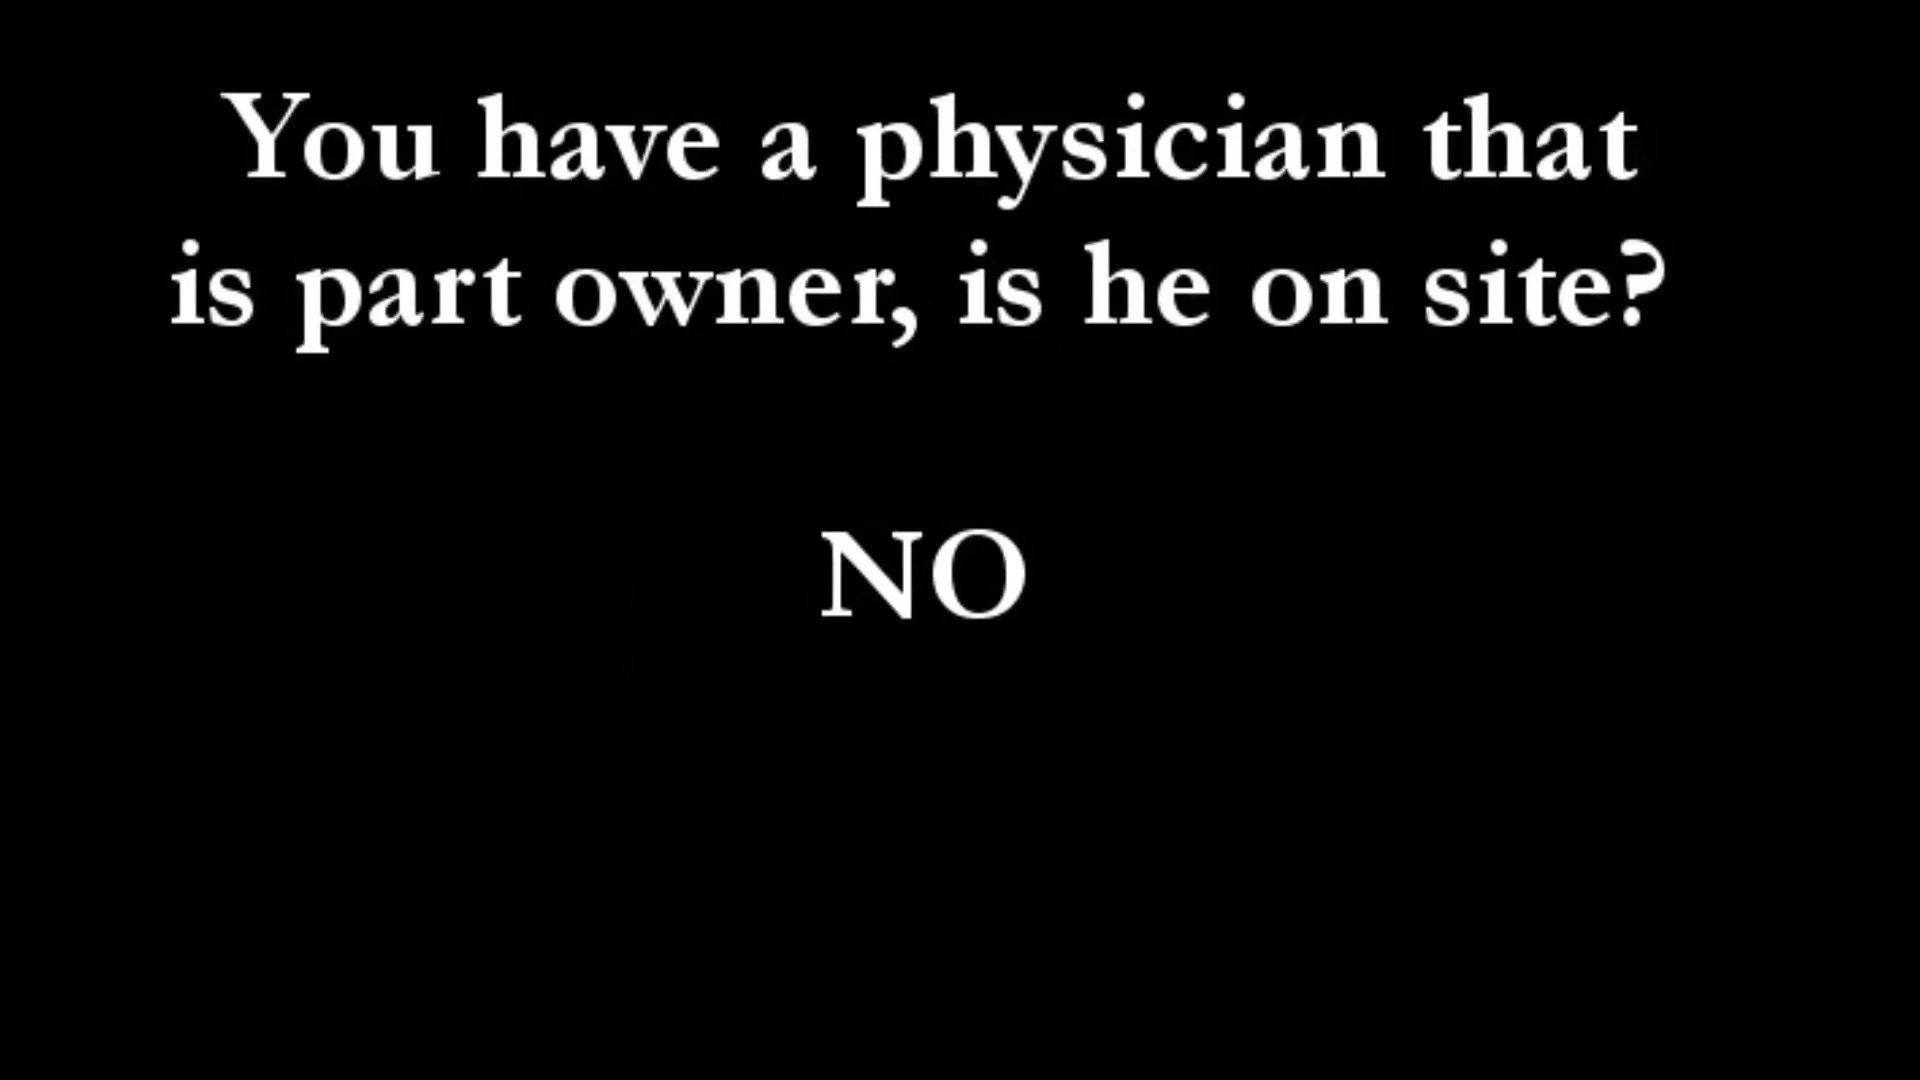 You have a physician that
is part owner, is he on site?
NO